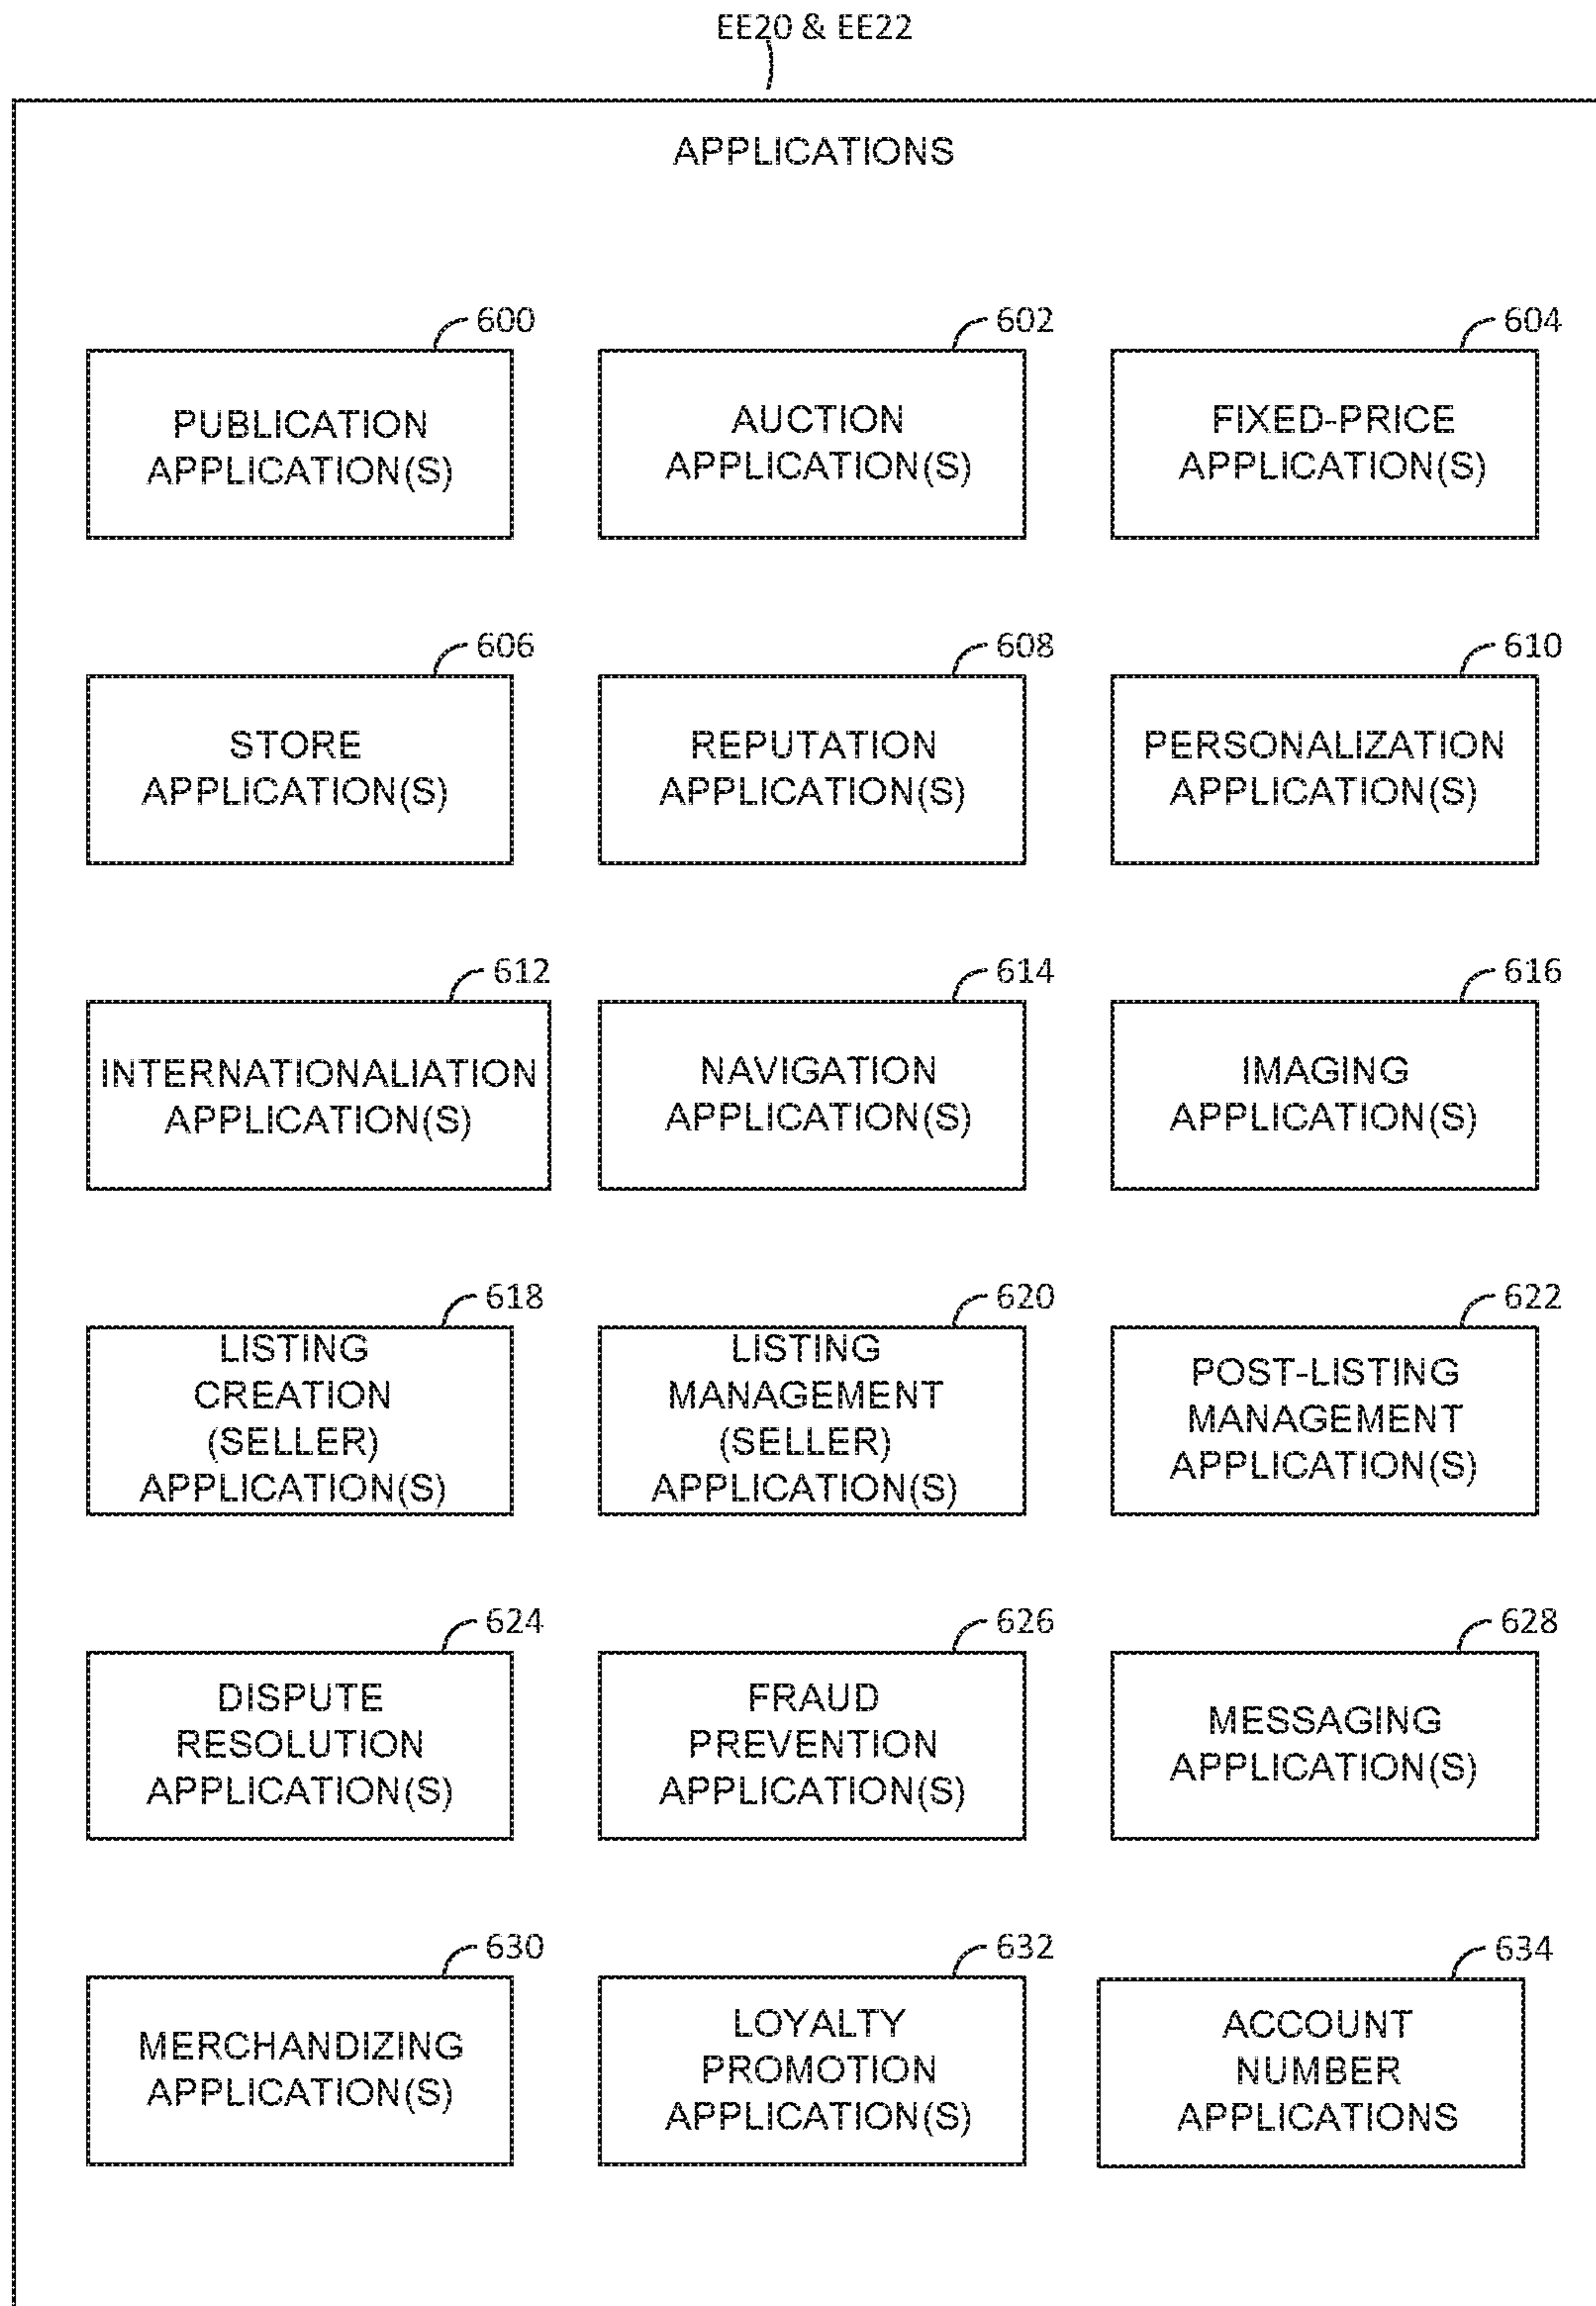 EE20 & EE22
APPLICATIONS
600
PUBLICATION
APPLICATION(S)
602
AUCTION
APPLICATION(S)
604
FIXED-PRICE
APPLICATION(S)
606
STORE
APPLICATION(S)
608
REPUTATION
APPLICATION(S)
610
PERSONALIZATION
APPLICATION(S)
612
INTERNATIONALIATION
APPLICATION(S)
614
NAVIGATION
APPLICATION(S)
616
IMAGING
APPLICATION(S)
618
LISTING
CREATION
(SELLER)
APPLICATION(S)
620
LISTING
MANAGEMENT
(SELLER)
APPLICATION(S)
622
POST-LISTING
MANAGEMENT
APPLICATION(S)
624
DISPUTE
RESOLUTION
APPLICATION(S)
626
FRAUD
PREVENTION
APPLICATION(S)
628
MESSAGING
APPLICATION(S)
630
MERCHANDIZING
APPLICATION(S)
632
LOYALTY
PROMOTION
APPLICATION(S)
634
ACCOUNT
NUMBER
APPLICATIONS